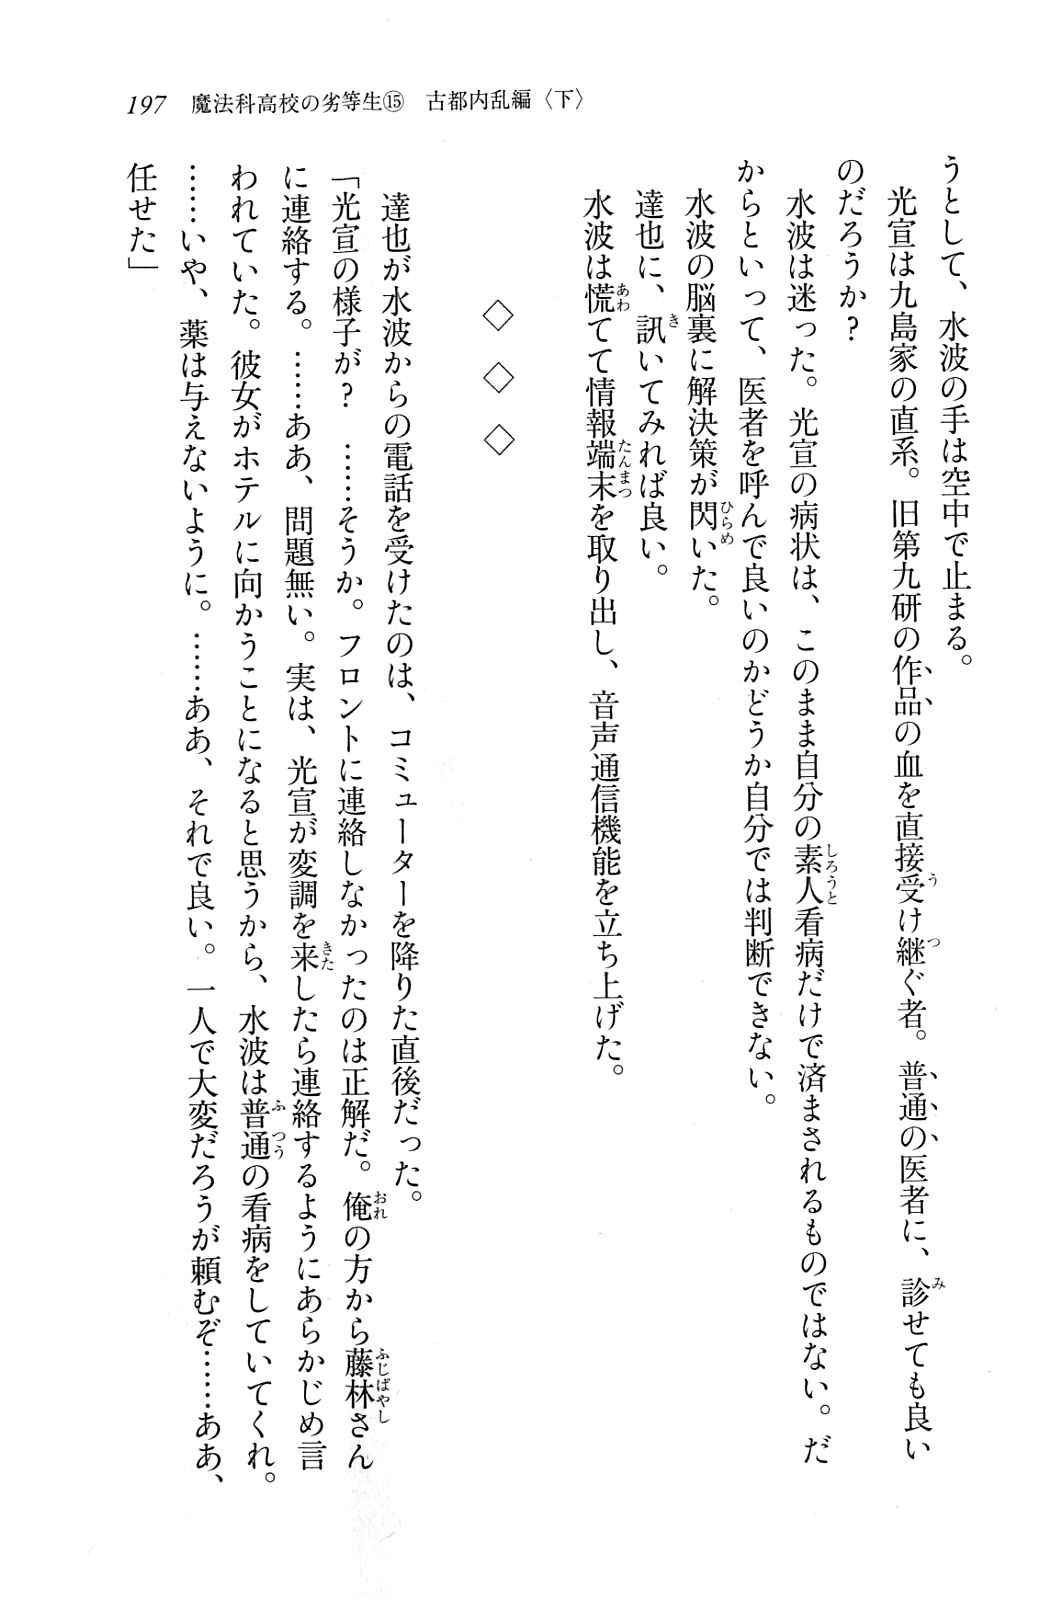 197　魔法科高校の劣等生⑮　古都内乱編〈下〉
うとして、水波の手は空中で止まる。
　光宣は九島家の直系。旧第九研の作品の血を直接受け継ぐ者。普通の医者に、診せても良い
のだろうか？
　水波は迷った。光宣の病状は、このまま自分の素人看病だけで済まされるものではない。だ
からといって、医者を呼んで良いのかどうか自分では判断できない。
　水波の脳裏に解決策が閃いた。
　達也に、訊いてみれば良い。
　水波は慌てて情報端末を取り出し、音声通信機能を立ち上げた。
◇　◇　◇
　達也が水波からの電話を受けたのは、コミューターを降りた直後だった。
「光宣の様子が？　……そうか。フロントに連絡しなかったのは正解だ。俺の方から藤林さん
に連絡する。……ああ、問題無い。実は、光宣が変調を来したら連絡するようにあらかじめ言
われていた。彼女がホテルに向かうことになると思うから、水波は普通の看病をしていてくれ。
……いや、薬は与えないように。……ああ、それで良い。一人で大変だろうが頼むぞ……ああ、
任せた」